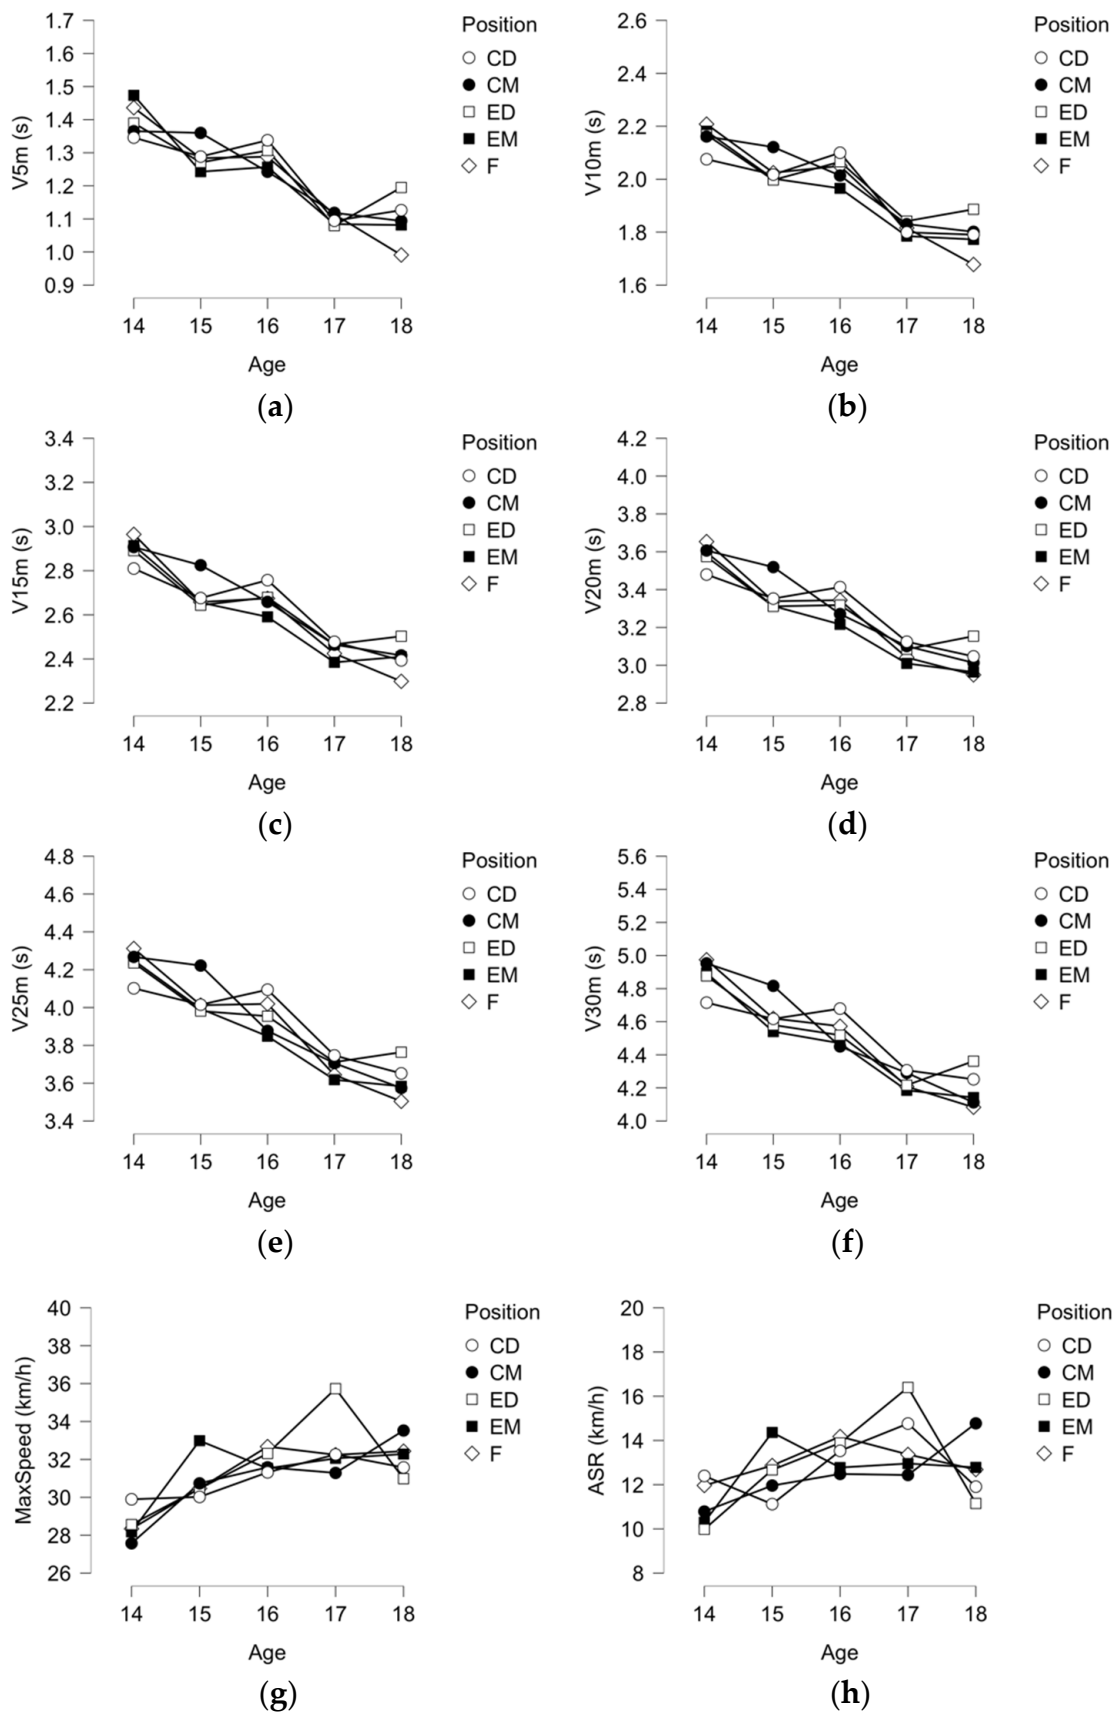 1.7
1.6
1.5
1.4
1.3
1.2
1.1
1.0
0.9
V5m (s)
14 15 16 17 18
Age
Position
CD
CM
ED
EM
F
(a)
2.6
2.4
2.2
2.0
1.8
1.6
V10m (s)
14 15 16 17 18
Age
Position
CD
CM
ED
EM
F
(b)
3.4
3.2
3.0
2.8
2.6
2.4
2.2
V15m (s)
14 15 16 17 18
Age
Position
CD
CM
ED
EM
F
(c)
4.2
4.0
3.8
3.6
3.4
3.2
3.0
2.8
V20m (s)
14 15 16 17 18
Age
Position
CD
CM
ED
EM
F
(d)
4.8
4.6
4.4
4.2
4.0
3.8
3.6
3.4
V25m (s)
14 15 16 17 18
Age
Position
CD
CM
ED
EM
F
(e)
5.6
5.4
5.2
5.0
4.8
4.6
4.4
4.2
4.0
V30m (s)
14 15 16 17 18
Age
Position
CD
CM
ED
EM
F
(f)
40
38
36
34
32
30
28
26
MaxSpeed (km/h)
14 15 16 17 18
Age
Position
CD
CM
ED
EM
F
(g)
20
18
16
14
12
10
8
ASR (km/h)
14 15 16 17 18
Age
Position
CD
CM
ED
EM
F
(h)